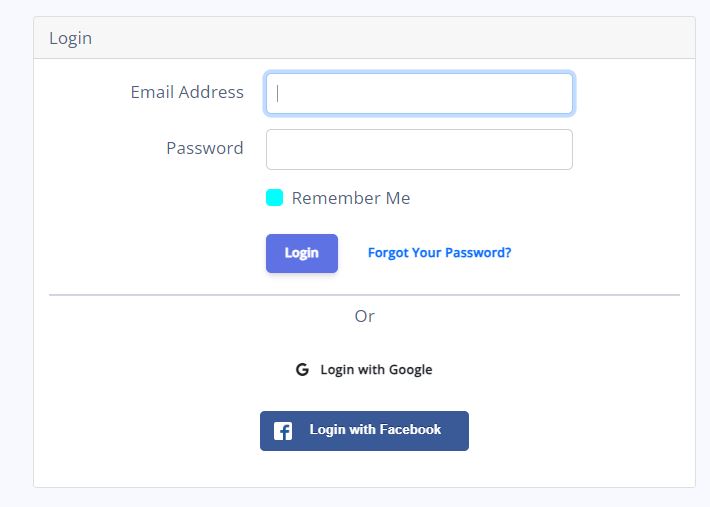 Login
Email Address
Password
Remember Me
Login Forgot Your Password?
Or
Login with Google
Login with Facebook